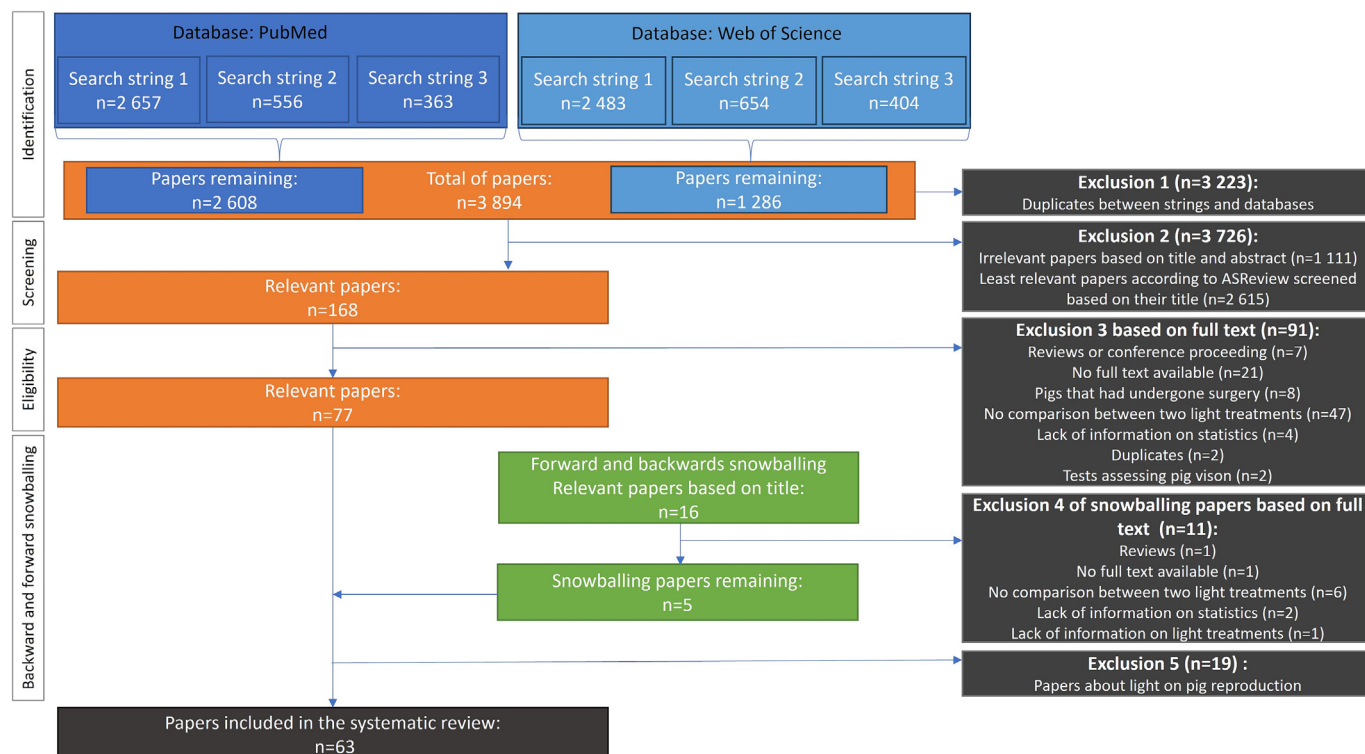 Identification
Database: PubMed
Search string 1
n=2 657
Search string 2
n=556
Search string 3
n=363
Database: Web of Science
Search string 1
n=2 483
Search string 2
n=654
Search string 3
n=404
Papers remaining:
n=2 608
Total of papers:
n=3 894
Papers remaining:
n=1 286
Exclusion 1 (n=3 223):
Duplicates between strings and databases
Screening
Exclusion 2 (n=3 726):
Irrelevant papers based on title and abstract (n=1 111)
Least relevant papers according to ASReview screened
based on their title (n=2 615)
Relevant papers:
n=168
Eligibility
Exclusion 3 based on full text (n=91):
Reviews or conference proceeding (n=7)
No full text available (n=21)
Pigs that had undergone surgery (n=8)
No comparison between two light treatments (n=47)
Lack of information on statistics (n=4)
Duplicates (n=2)
Tests assessing pig vison (n=2)
Relevant papers:
n=77
Backward and forward snowballing
Forward and backwards snowballing
Relevant papers based on title:
n=16
Exclusion 4 of snowballing papers based on full
text (n=11):
Reviews (n=1)
No full text available (n=1)
No comparison between two light treatments (n=6)
Lack of information on statistics (n=2)
Lack of information on light treatments (n=1)
Snowballing papers remaining:
n=5
Exclusion 5 (n=19) :
Papers about light on pig reproduction
Papers included in the systematic review:
n=63